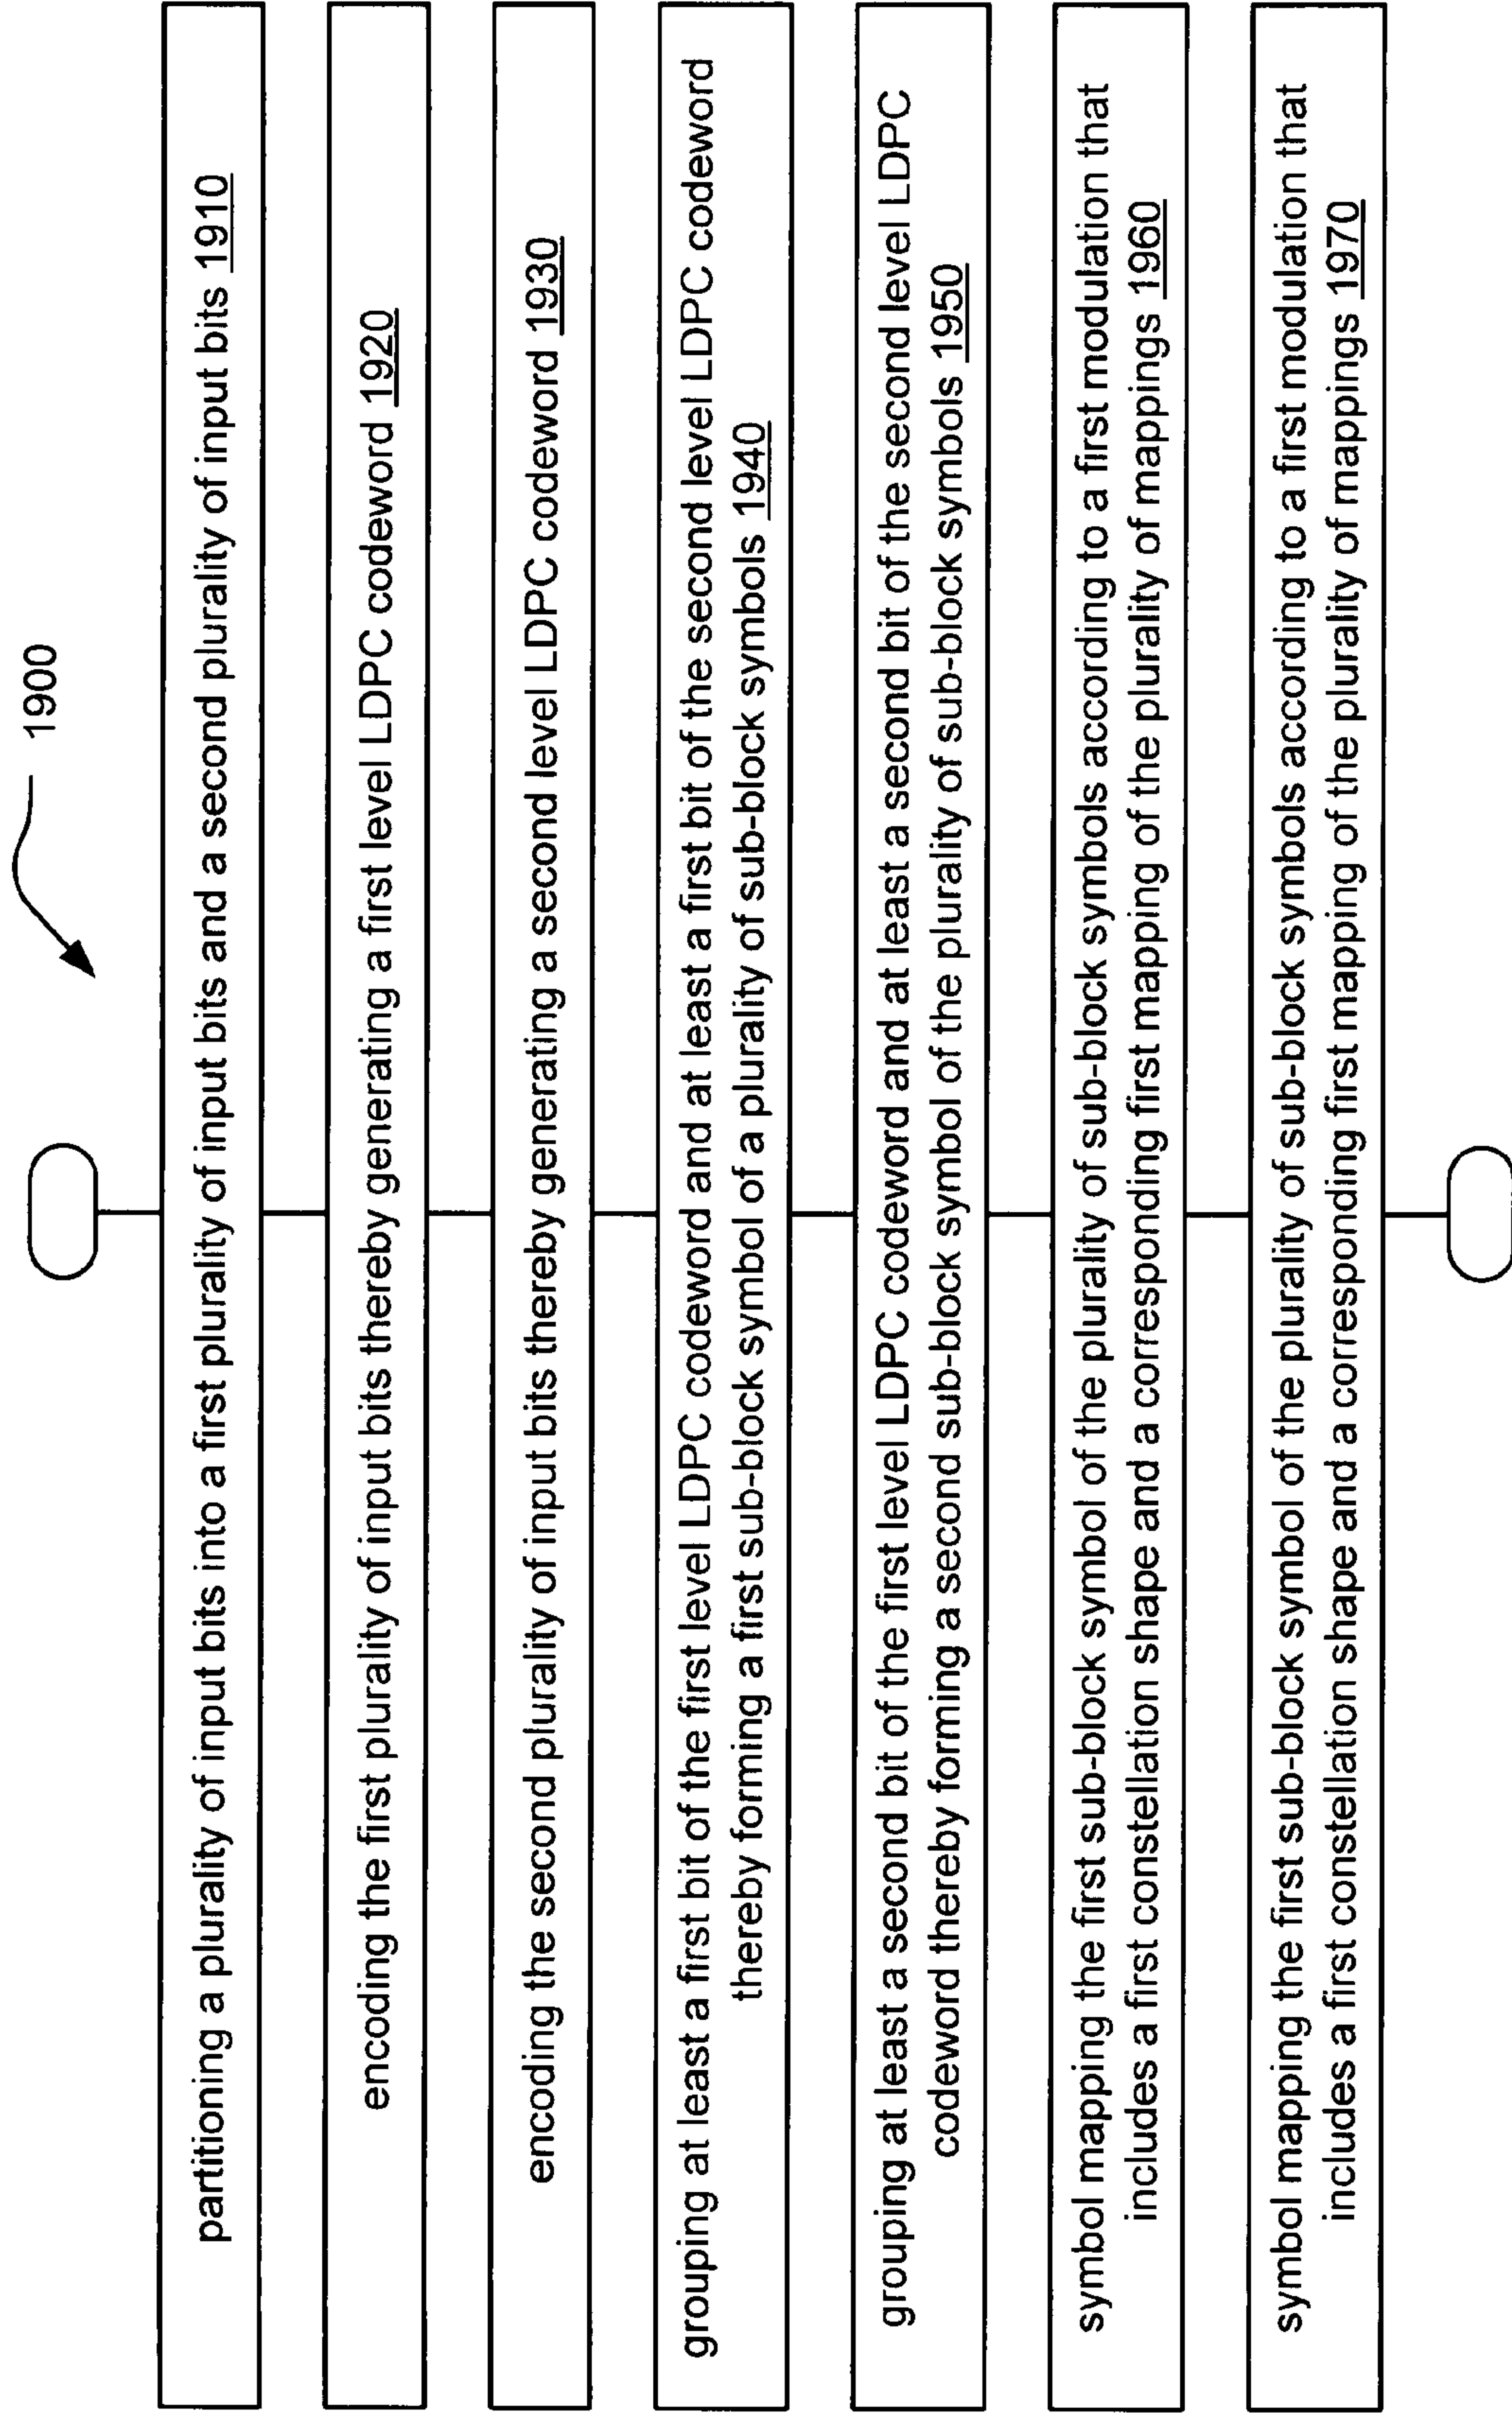 1900
partitioning a plurality of input bits into a first plurality of input bits and a second plurality of input bits 1910
encoding the first plurality of input bits thereby generating a first level LDPC codeword 1920
encoding the second plurality of input bits thereby generating a second level LDPC codeword 1930
grouping at least a first bit of the first level LDPC codeword and at least a first bit of the second level LDPC codeword
thereby forming a first sub-block symbol of a plurality of sub-block symbols 1940
grouping at least a second bit of the first level LDPC codeword and at least a second bit of the second level LDPC
codeword thereby forming a second sub-block symbol of the plurality of sub-block symbols 1950
symbol mapping the first sub-block symbol of the plurality of sub-block symbols according to a first modulation that
includes a first constellation shape and a corresponding first mapping of the plurality of mappings 1960
symbol mapping the first sub-block symbol of the plurality of sub-block symbols according to a first modulation that
includes a first constellation shape and a corresponding first mapping of the plurality of mappings 1970